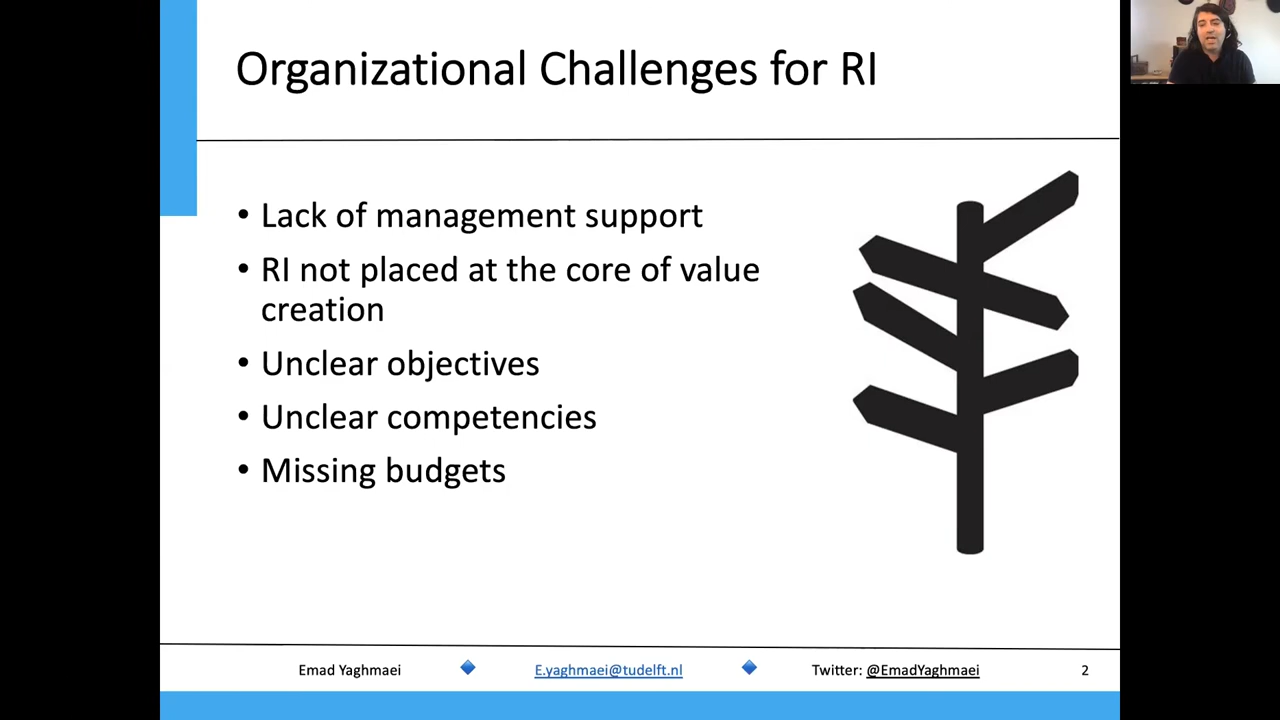 Organizational Challenges for RI
• Lack of management support
• RI not placed at the core of value
creation
• Unclear objectives
• Unclear competencies
• Missing budgets
Emad Yaghmaei E.yaghmaei@tudelft.nl Twitter: @EmadYaghmaei 2